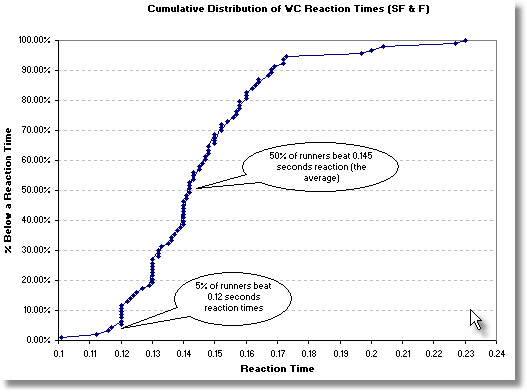 Cumulative Distribution of WC Reaction Times (SF & F)
% Below a Reaction Time
100.00%
90.00%
80.00%
70.00%
60.00%
50.00%
40.00%
30.00%
20.00%
10.00%
0.00%
50% of runners beat 0.145
seconds reaction (the
average)
5% of runners beat
0.12 seconds
reaction times
0.1 0.11 0.12 0.13 0.14 0.15 0.16 0.17 0.18 0.19 0.2 0.21 0.22 0.23 0.24
Reaction Time